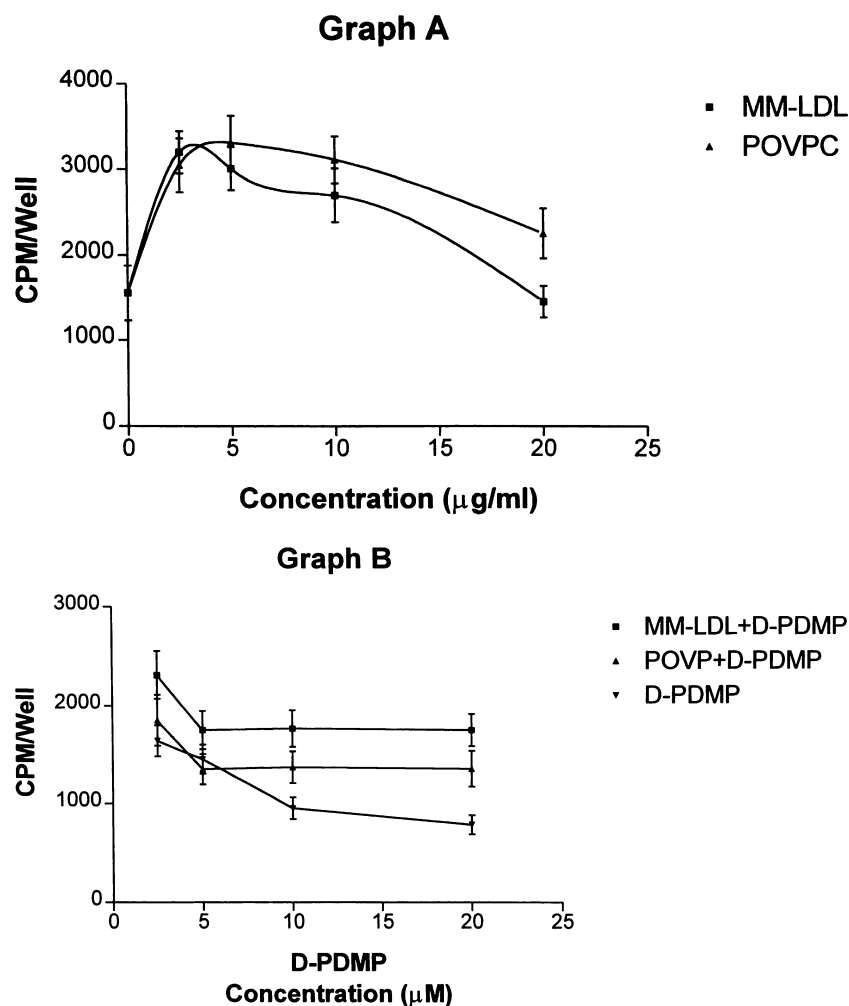 Graph A
4000
3000
2000
1000
0
CPM/Well
0 5 10 15 20 25
Concentration (μg/ml)
MM-LDL
POVPC
Graph B
3000
2000
1000
0
CPM/Well
0 5 10 15 20 25
D-PDMP
Concentration (μM)
MM-LDL+D-PDMP
POVP+D-PDMP
D-PDMP